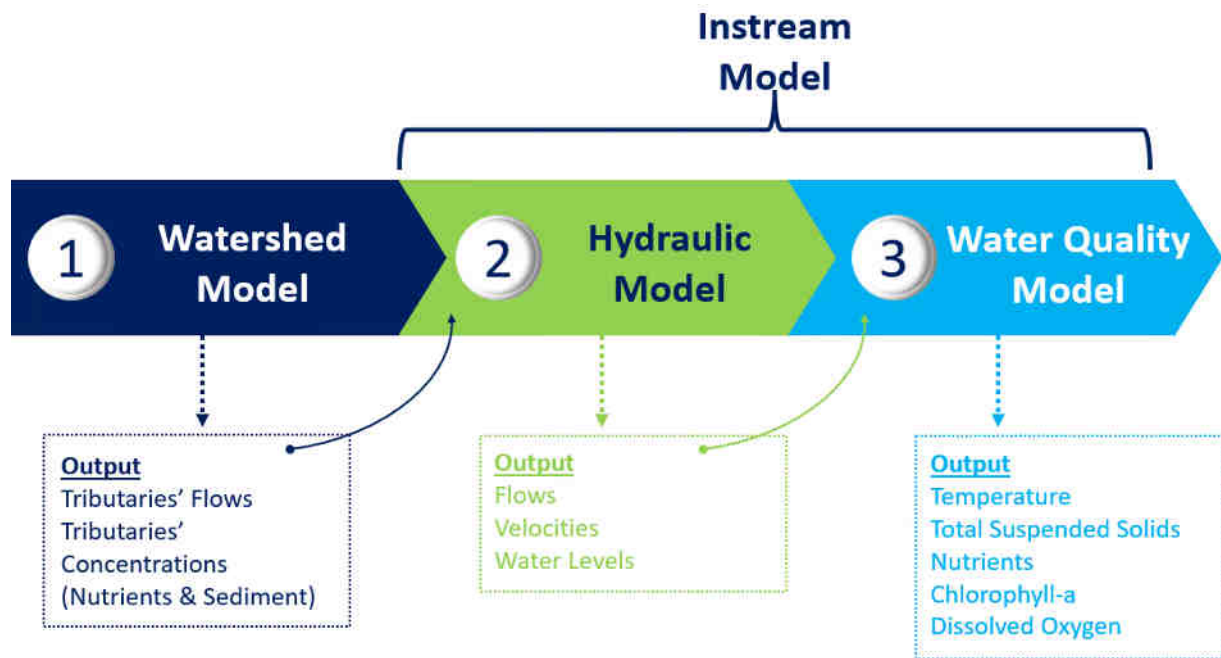 Instream
Model
1
Watershed
Model
2
Hydraulic
Model
3
Water Quality
Model
Output
Tributaries' Flows
Tributaries'
Concentrations
(Nutrients & Sediment)
Output
Flows
Velocities
Water Levels
Output
Temperature
Total Suspended Solids
Nutrients
Chlorophyll-a
Dissolved Oxygen